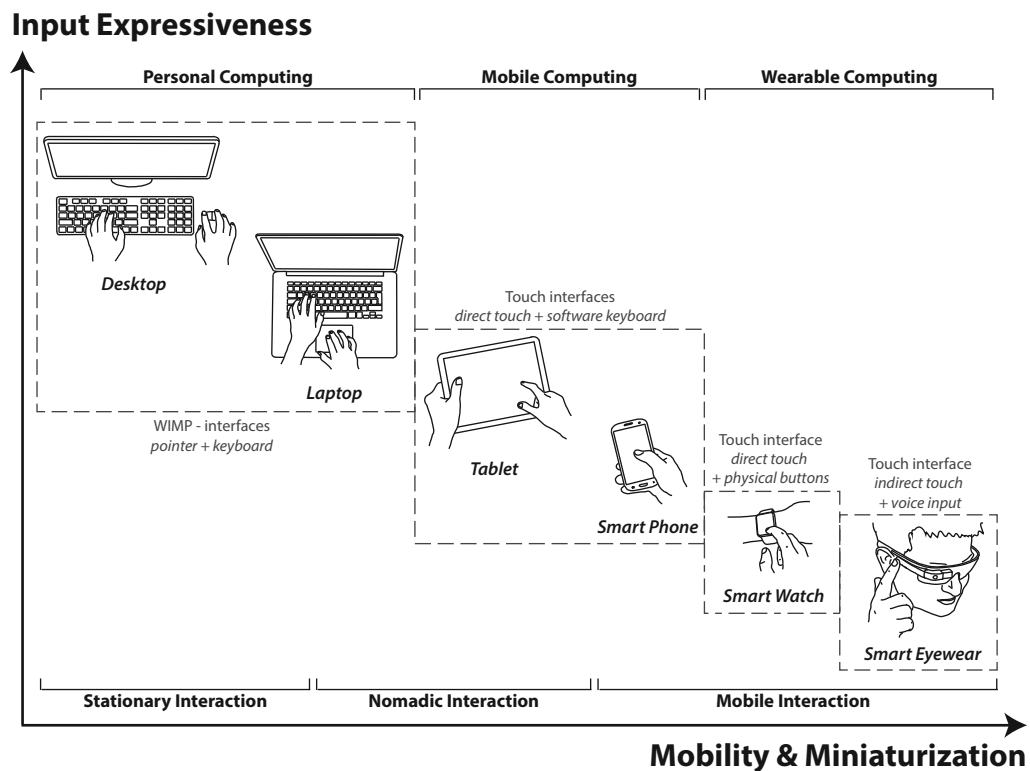 Input Expressiveness
Personal Computing
Mobile Computing
Wearable Computing
Desktop
Laptop
WIMP - interfaces
pointer + keyboard
Touch interfaces
direct touch + software keyboard
Tablet
Smart Phone
Touch interface
direct touch
+ physical buttons
Smart Watch
Touch interface
indirect touch
+ voice input
Smart Eyewear
Stationary Interaction
Nomadic Interaction
Mobile Interaction
Mobility & Miniaturization